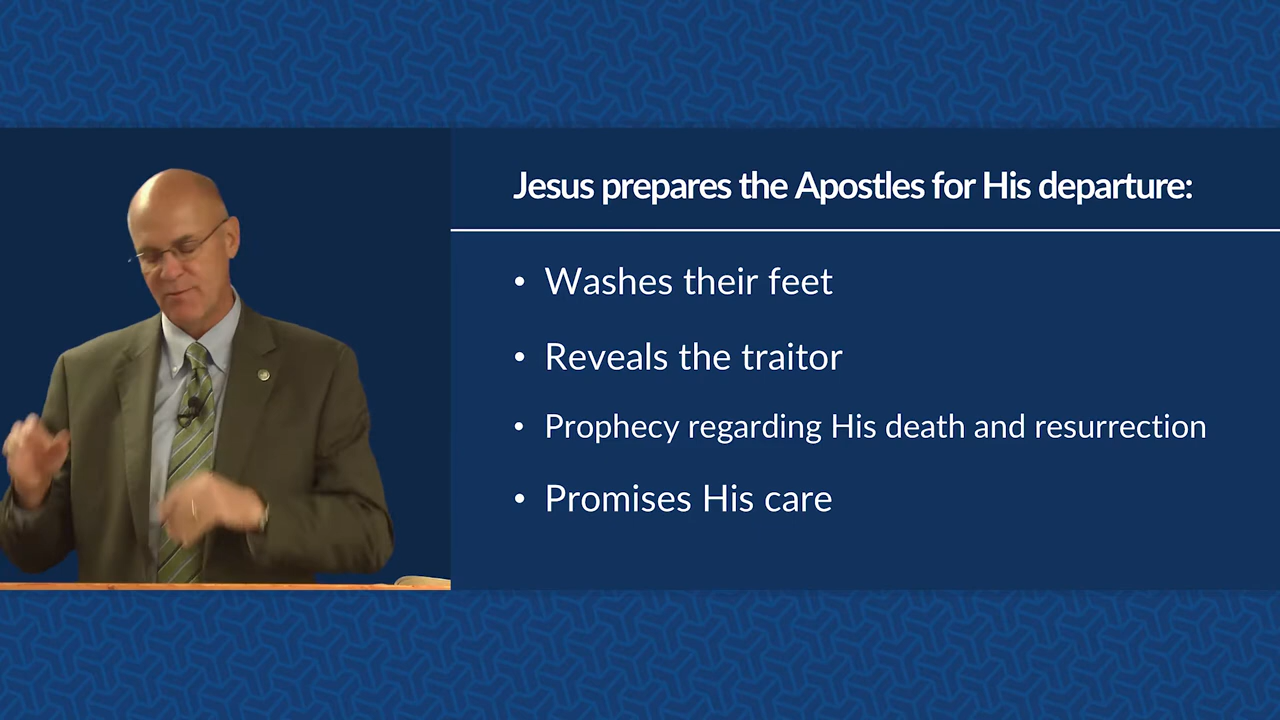 Jesus prepares the Apostles for His departure:
• Washes their feet
• Reveals the traitor
• Prophecy regarding His death and resurrection
• Promises His care